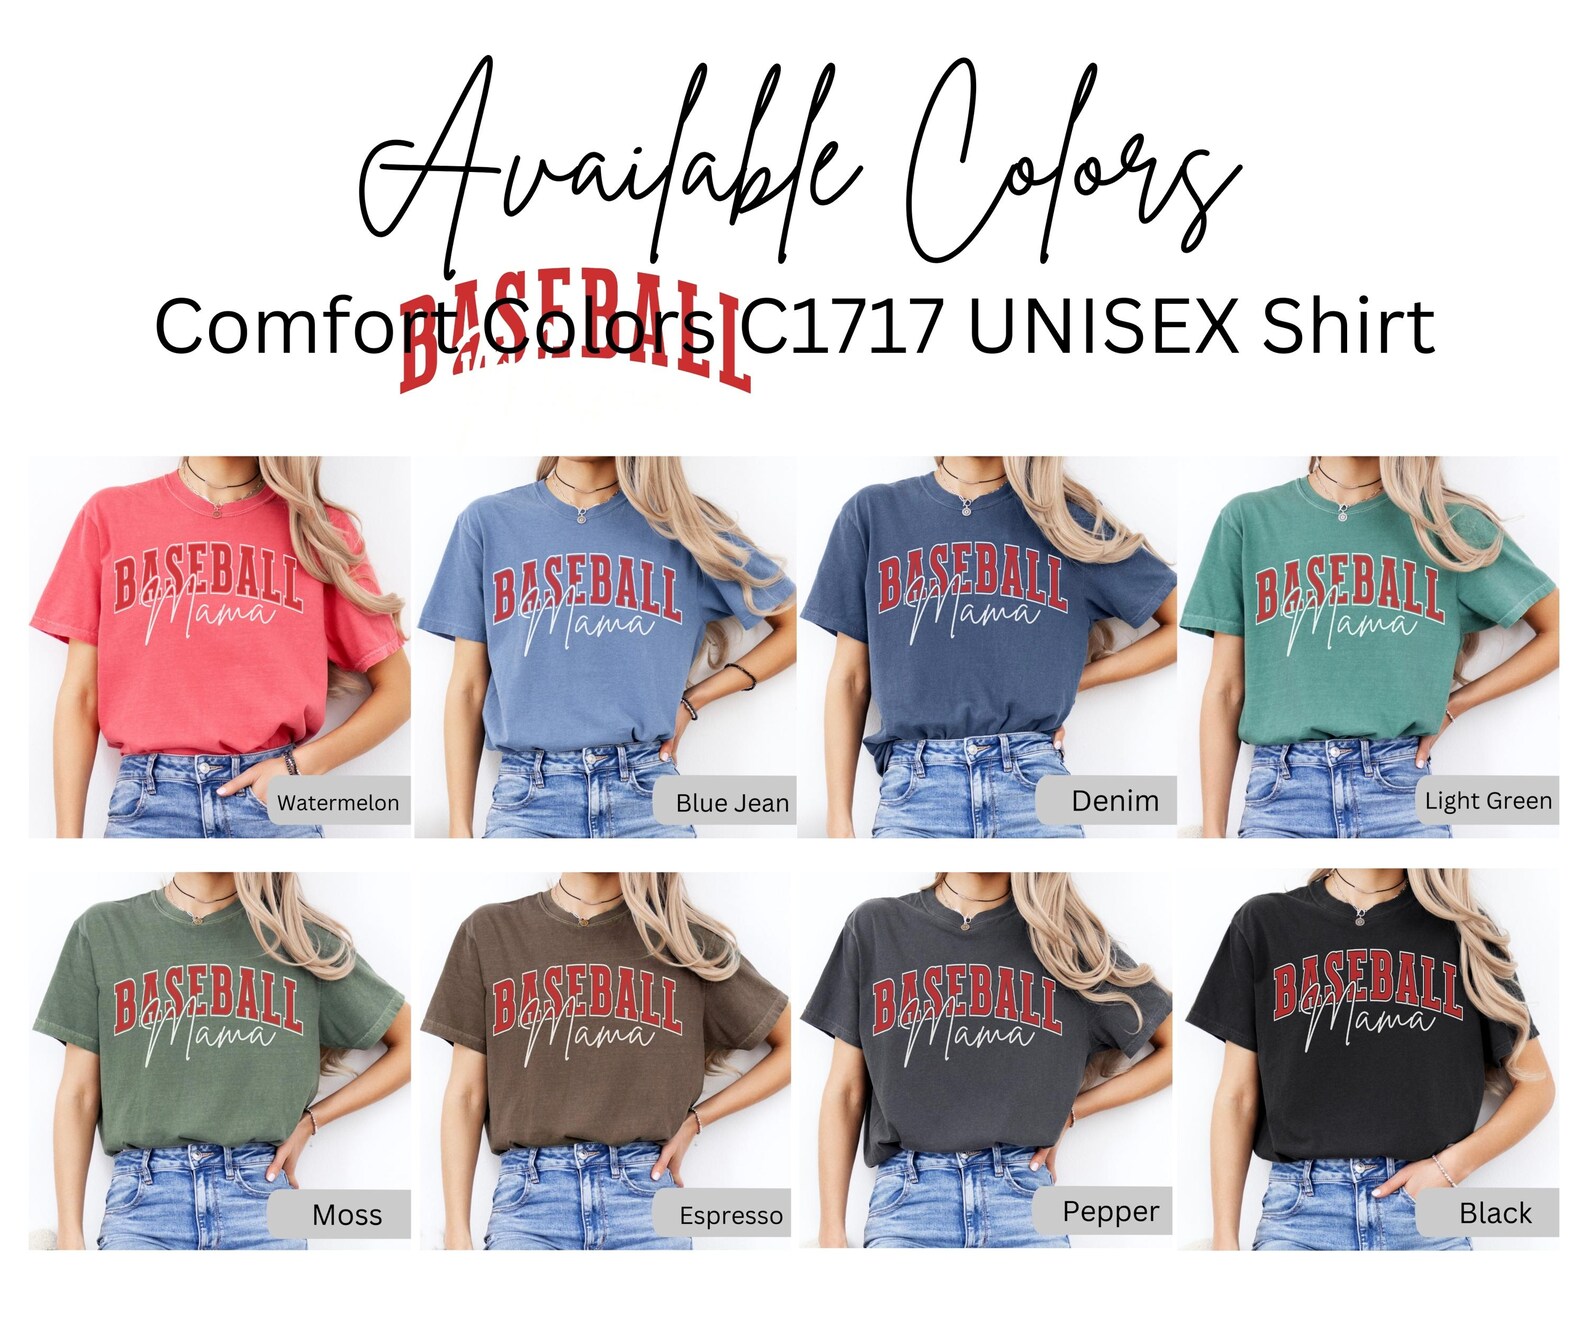 Available Colors
BASEBALL
Comfort Colors C1717 UNISEX Shirt
BASEBALL
Mama
Watermelon
BASEBALL
Mama
Blue Jean
BASEBALL
Mama
Denim
BASEBALL
Mama
Light Green
BASEBALL
Mama
Moss
BASEBALL
Mama
Espresso
BASEBALL
Mama
Pepper
BASEBALL
Mama
Black